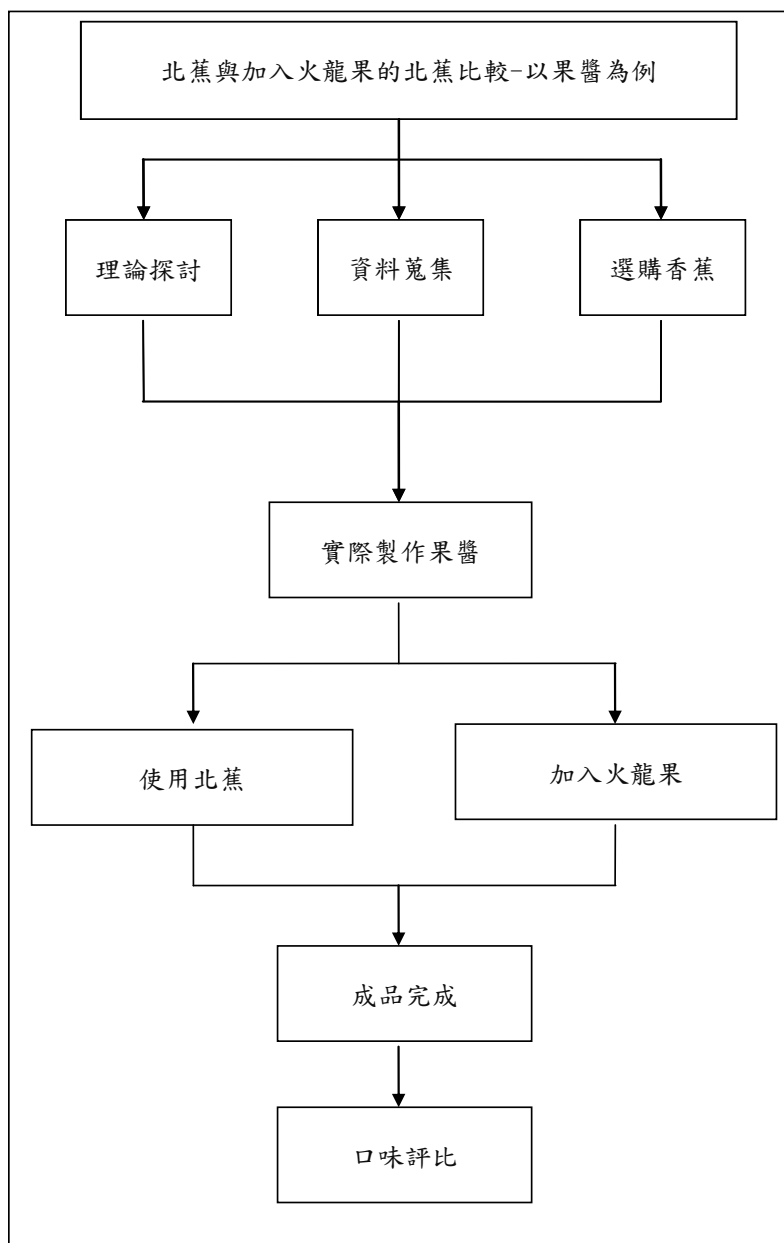 北蕉與加入火龍果的北蕉比較-以果醬為例
理論探討
資料蒐集
選購香蕉
實際製作果醬
使用北蕉
加入火龍果
成品完成
口味評比